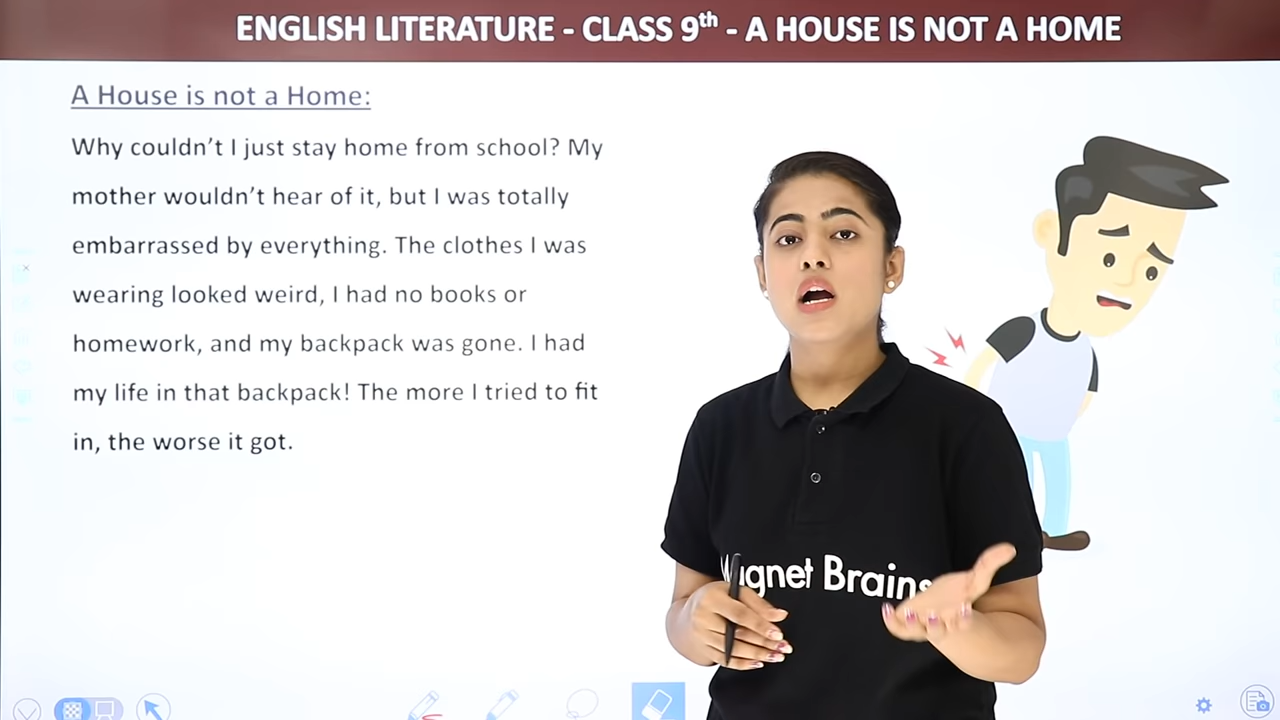 ENGLISH LITERATURE - CLASS 9th - A HOUSE IS NOT A HOME
A House is not a Home:
Why couldn’t I just stay home from school? My
mother wouldn’t hear of it, but I was totally
embarrassed by everything. The clothes I was
wearing looked weird, I had no books or
homework, and my backpack was gone. I had
my life in that backpack! The more I tried to fit
in, the worse it got.
Magnet Brains